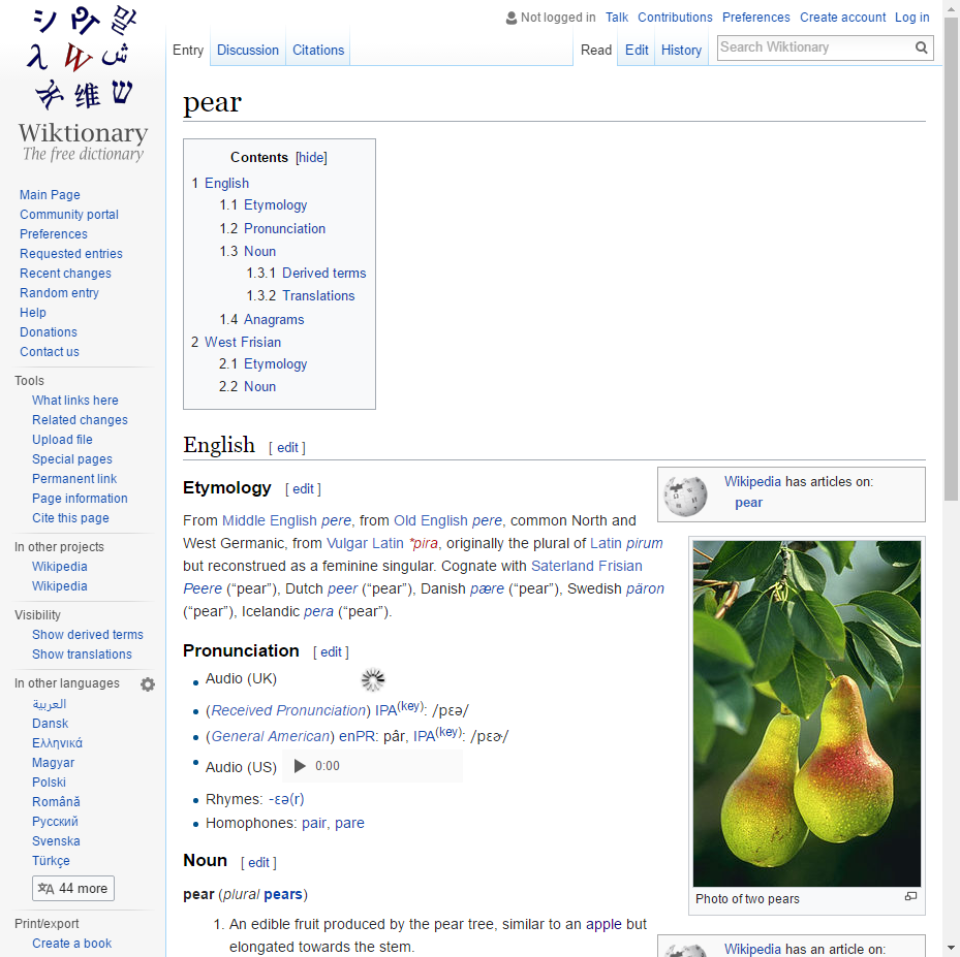 シ
Wiktionary
The free dictionary
Not logged in Talk Contributions Preferences Create account Log in
Entry Discussion Citations Read Edit History Search Wiktionary
pear
Contents [hide]
1 English
1.1 Etymology
1.2 Pronunciation
1.3 Noun
1.3.1 Derived terms
1.3.2 Translations
1.4 Anagrams
2 West Frisian
2.1 Etymology
2.2 Noun
Main Page
Community portal
Preferences
Requested entries
Recent changes
Random entry
Help
Donations
Contact us
Tools
What links here
Related changes
Upload file
Special pages
Permanent link
Page information
Cite this page
In other projects
Wikipedia
Wikipedia
Visibility
Show derived terms
Show translations
In other languages
العربية
Dansk
Ελληνικά
Magyar
Polski
Română
Русский
Svenska
Türkçe
44 more
Print/export
Create a book
English [ edit ]
Etymology [ edit ]
From Middle English pere, from Old English pere, common North and
West Germanic, from Vulgar Latin *pira, originally the plural of Latin pirum
but reconstrued as a feminine singular. Cognate with Saterland Frisian
Peere (“pear”), Dutch peer (“pear”), Danish pære (“pear”), Swedish päron
(“pear”), Icelandic pera (“pear”).
Pronunciation [ edit ]
Audio (UK)
(Received Pronunciation) IPA(key): /pɛə/
(General American) enPR: pâr, IPA(key): /pɛɚ/
Audio (US) 0:00
Rhymes: -ɛə(r)
Homophones: pair, pare
Noun [ edit ]
pear (plural pears)
1. An edible fruit produced by the pear tree, similar to an apple but
elongated towards the stem.
Wikipedia has articles on:
pear
Photo of two pears
Wikipedia has an article on: